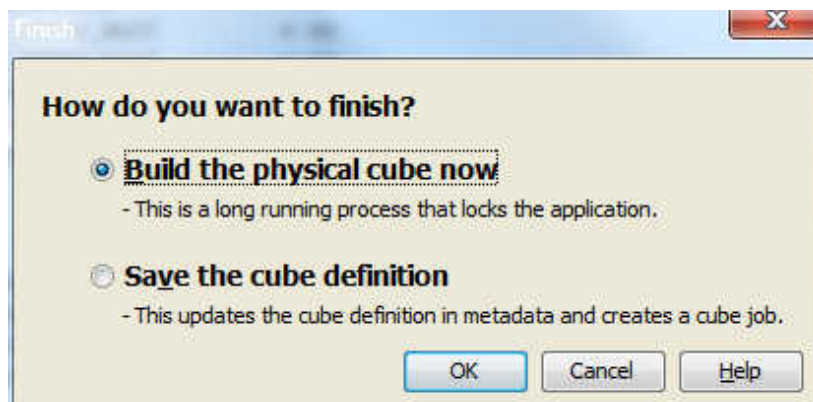 Finish
How do you want to finish?
Build the physical cube now
- This is a long running process that locks the application.
Save the cube definition
- This updates the cube definition in metadata and creates a cube job.
OK
Cancel
Help